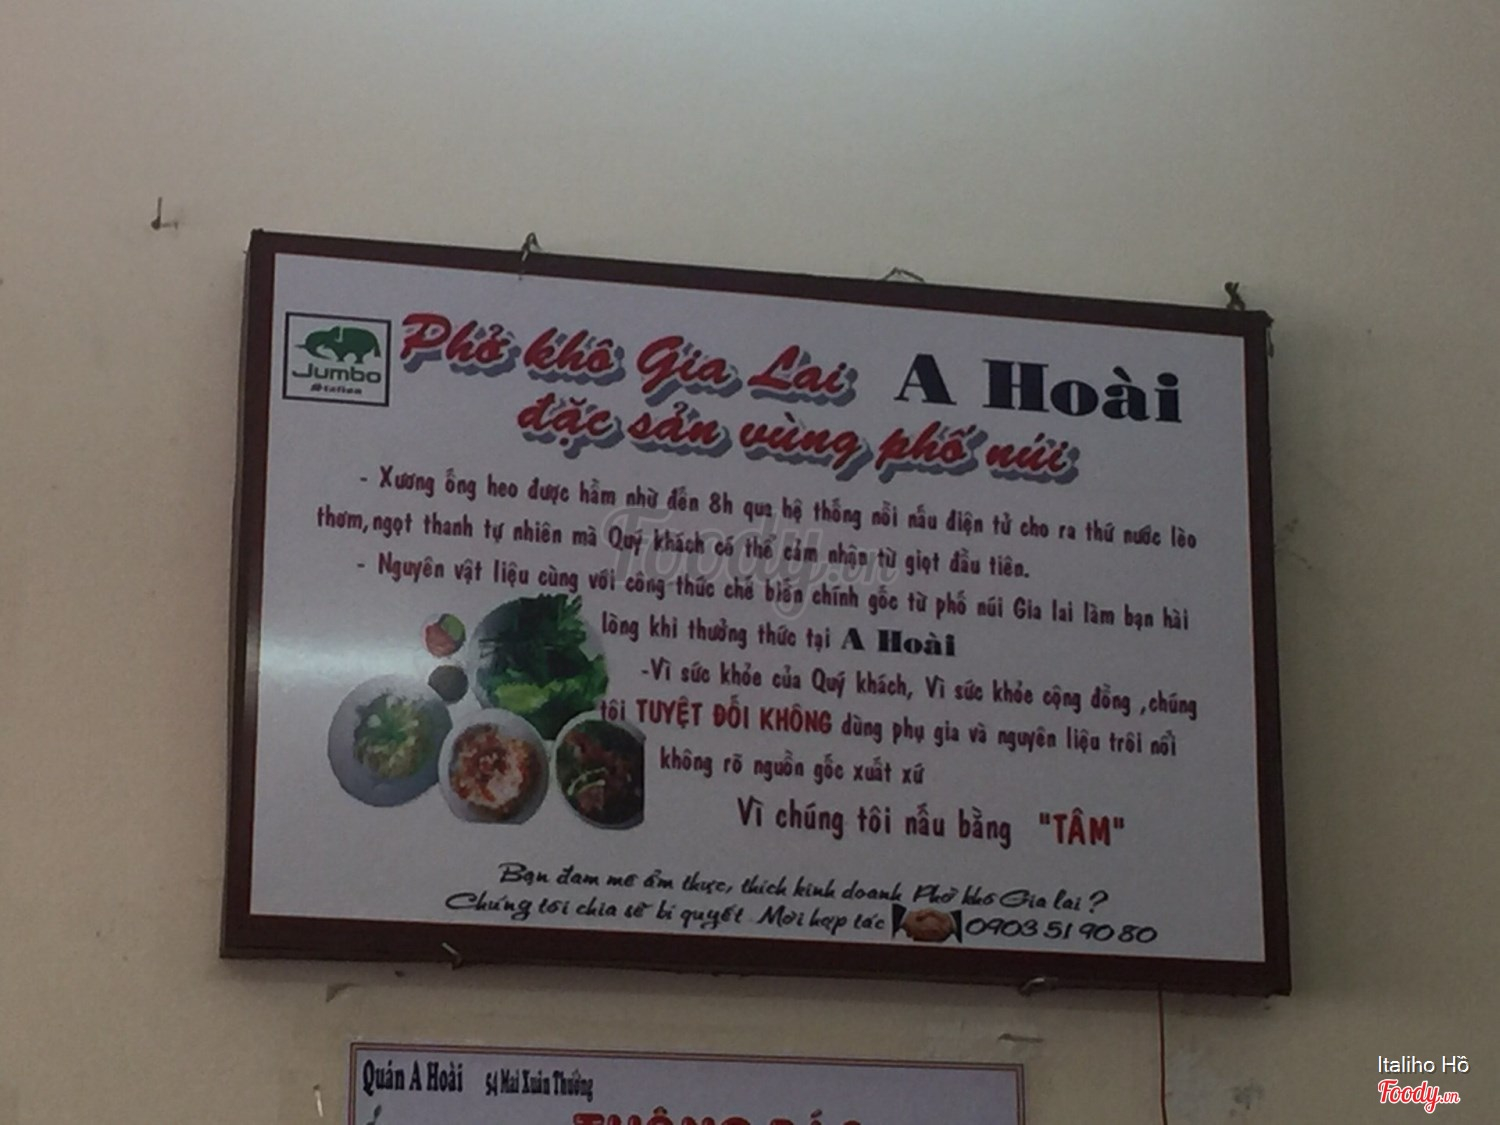 Jumbo
Station
Phở khô Gia Lai A Hoài
đặc sản vùng phố núi
- Xương ống heo được hầm nhừ đến 8h qua hệ thống nồi nấu điện tử cho ra thứ nước lèo
thơm, ngọt thanh tự nhiên mà Quý khách có thể cảm nhận từ giọt đầu tiên.
- Nguyên vật liệu cùng với công thức chế biến chính gốc từ phố núi Gia lai làm bạn hài
lòng khi thưởng thức tại A Hoài
-Vì sức khỏe của Quý khách, Vì sức khỏe cộng đồng ,chúng
tôi TUYỆT ĐỐI KHÔNG dùng phụ gia và nguyên liệu trôi nổi
không rõ nguồn gốc xuất xứ
Vì chúng tôi nấu bằng "TÂM"
Bạn đam mê ẩm thực, thích kinh doanh Phở khô Gia lai ?
Chúng tôi chia sẽ bí quyết Mời hợp tác 0903 51 90 80
Foody.vn
Quán A Hoài 54 Mai Xuân Thưởng
Italiho Hồ
Foody.vn